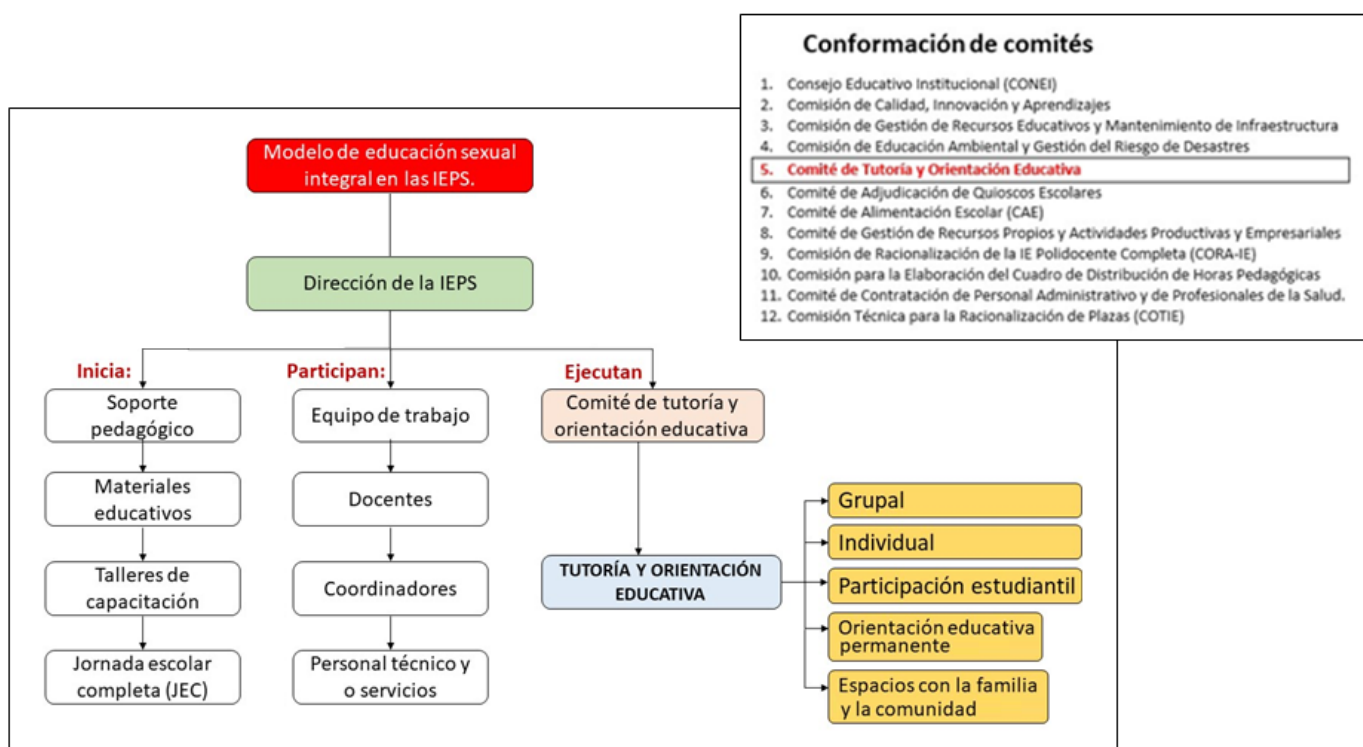 Conformación de comités
1. Consejo Educativo Institucional (CONEI)
2. Comisión de Calidad, Innovación y Aprendizajes
3. Comisión de Gestión de Recursos Educativos y Mantenimiento de Infraestructura
4. Comisión de Educación Ambiental y Gestión del Riesgo de Desastres
5. Comité de Tutoría y Orientación Educativa
6. Comité de Adjudicación de Quioscos Escolares
7. Comité de Alimentación Escolar (CAE)
8. Comité de Gestión de Recursos Propios y Actividades Productivas y Empresariales
9. Comisión de Racionalización de la IE Polidocente Completa (CORA-IE)
10. Comisión para la Elaboración del Cuadro de Distribución de Horas Pedagógicas
11. Comité de Contratación de Personal Administrativo y de Profesionales de la Salud.
12. Comisión Técnica para la Racionalización de Plazas (COTIE)
Modelo de educación sexual
integral en las IEPS.
Dirección de la IEPS
Inicia:
Soporte
pedagógico
Materiales
educativos
Talleres de
capacitación
Jornada escolar
completa (JEC)
Participan:
Equipo de trabajo
Docentes
Coordinadores
Personal técnico y
o servicios
Ejecutan
Comité de tutoría y
orientación educativa
TUTORÍA Y ORIENTACIÓN
EDUCATIVA
Grupal
Individual
Participación estudiantil
Orientación educativa
permanente
Espacios con la familia
y la comunidad